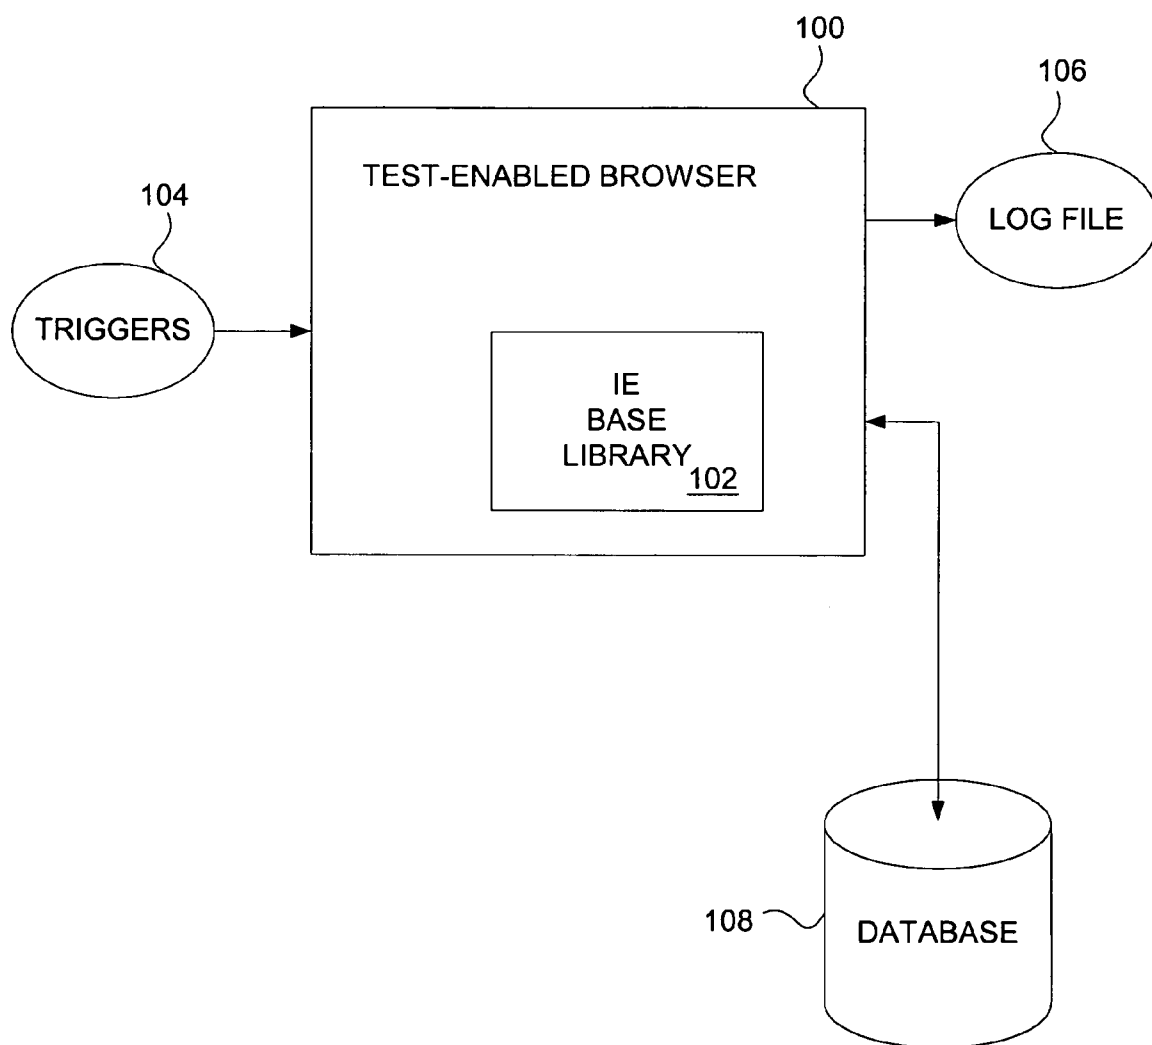 100
106
TEST-ENABLED BROWSER
104
LOG FILE
TRIGGERS
IE
BASE
LIBRARY
102
108
DATABASE